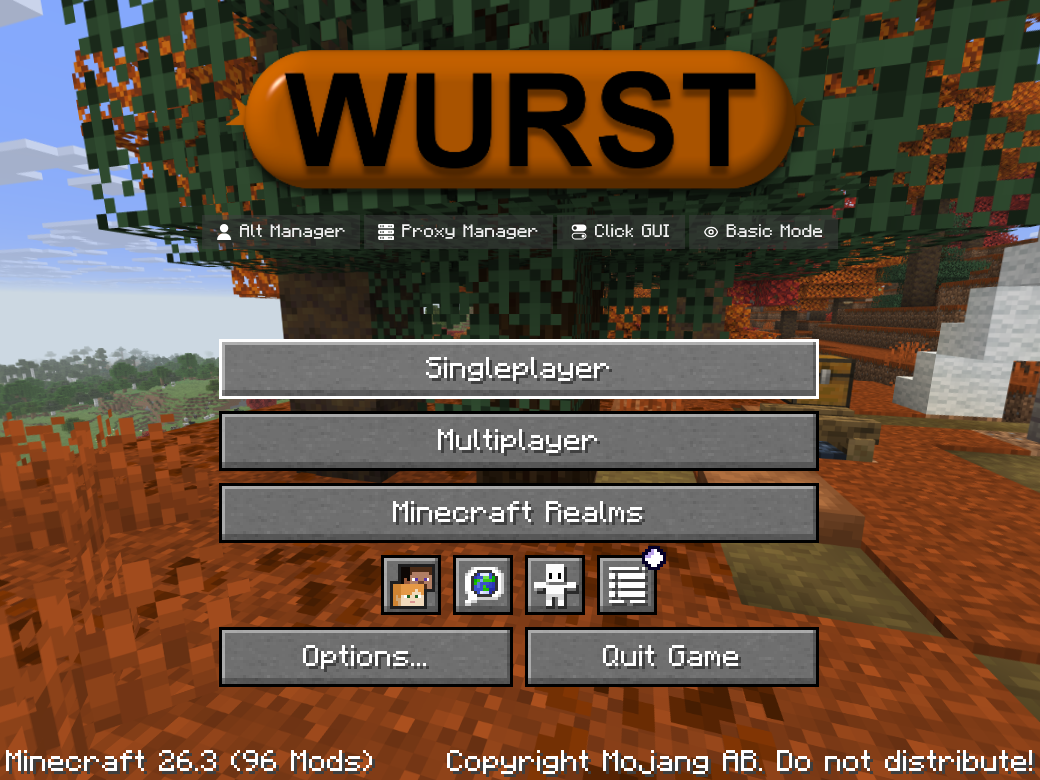 WURST
Alt Manager Proxy Manager Click GUI Basic Mode
Singleplayer
Multiplayer
Minecraft Realms
Options... Quit Game
Minecraft 26.3 (96 Mods) Copyright Mojang AB. Do not distribute!